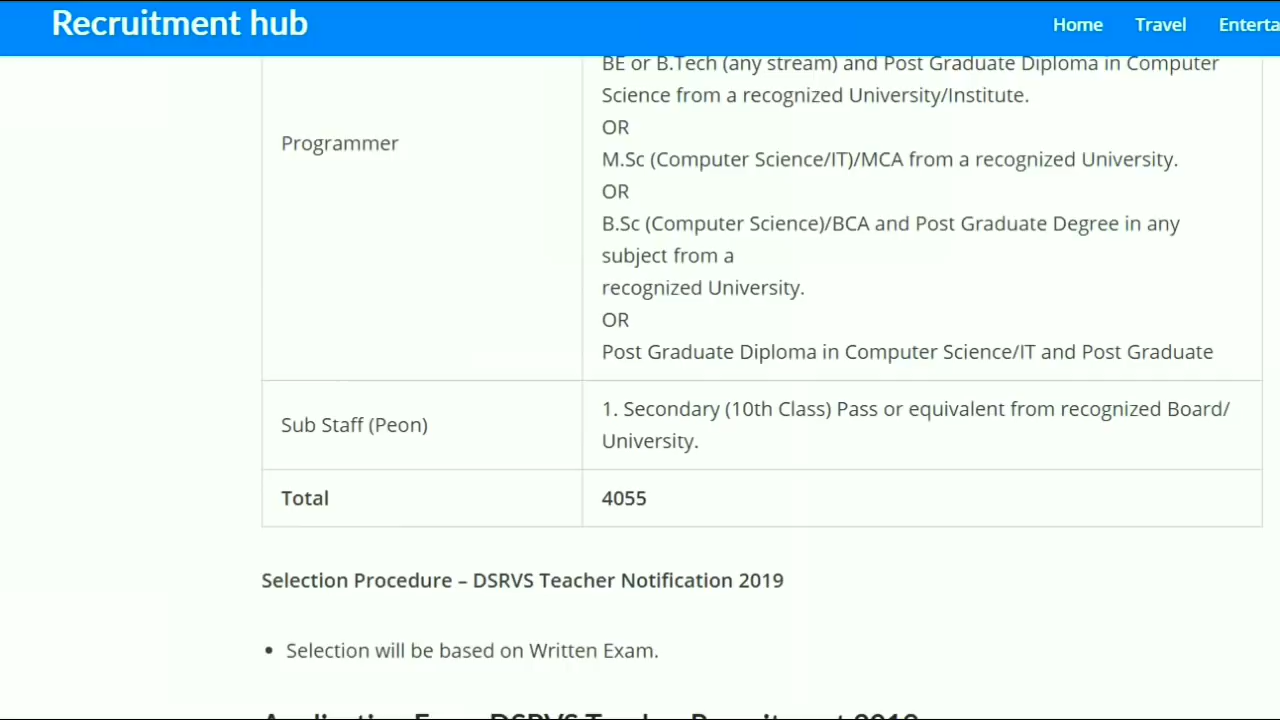 Recruitment hub
Home Travel Enterta
BE or B.Tech (any stream) and Post Graduate Diploma in Computer
Science from a recognized University/Institute.
OR
Programmer
M.Sc (Computer Science/IT)/MCA from a recognized University.
OR
B.Sc (Computer Science)/BCA and Post Graduate Degree in any
subject from a
recognized University.
OR
Post Graduate Diploma in Computer Science/IT and Post Graduate
Sub Staff (Peon)
1. Secondary (10th Class) Pass or equivalent from recognized Board/
University.
Total 4055
Selection Procedure – DSRVS Teacher Notification 2019
• Selection will be based on Written Exam.